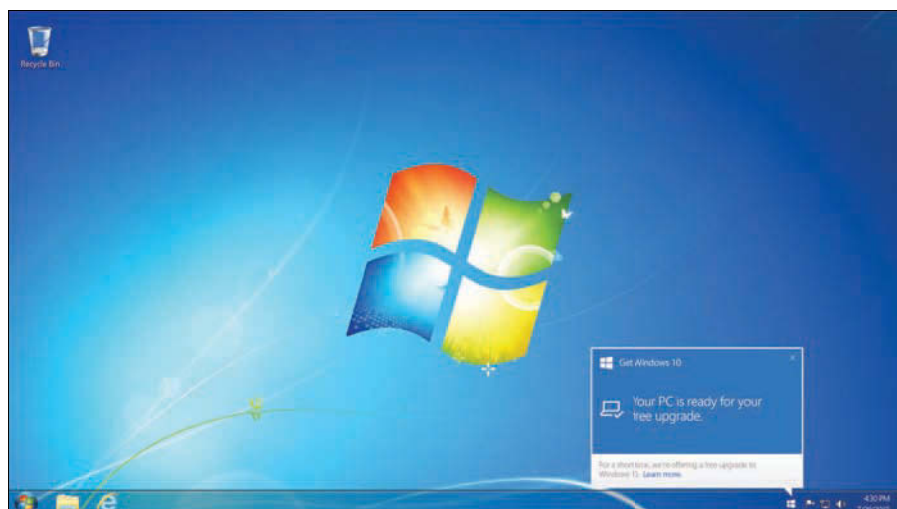 Recycle Bin
Get Windows 10
Your PC is ready for your
free upgrade.
For a short time, we're offering a free upgrade to
Windows 10. Learn more.
4:30 PM